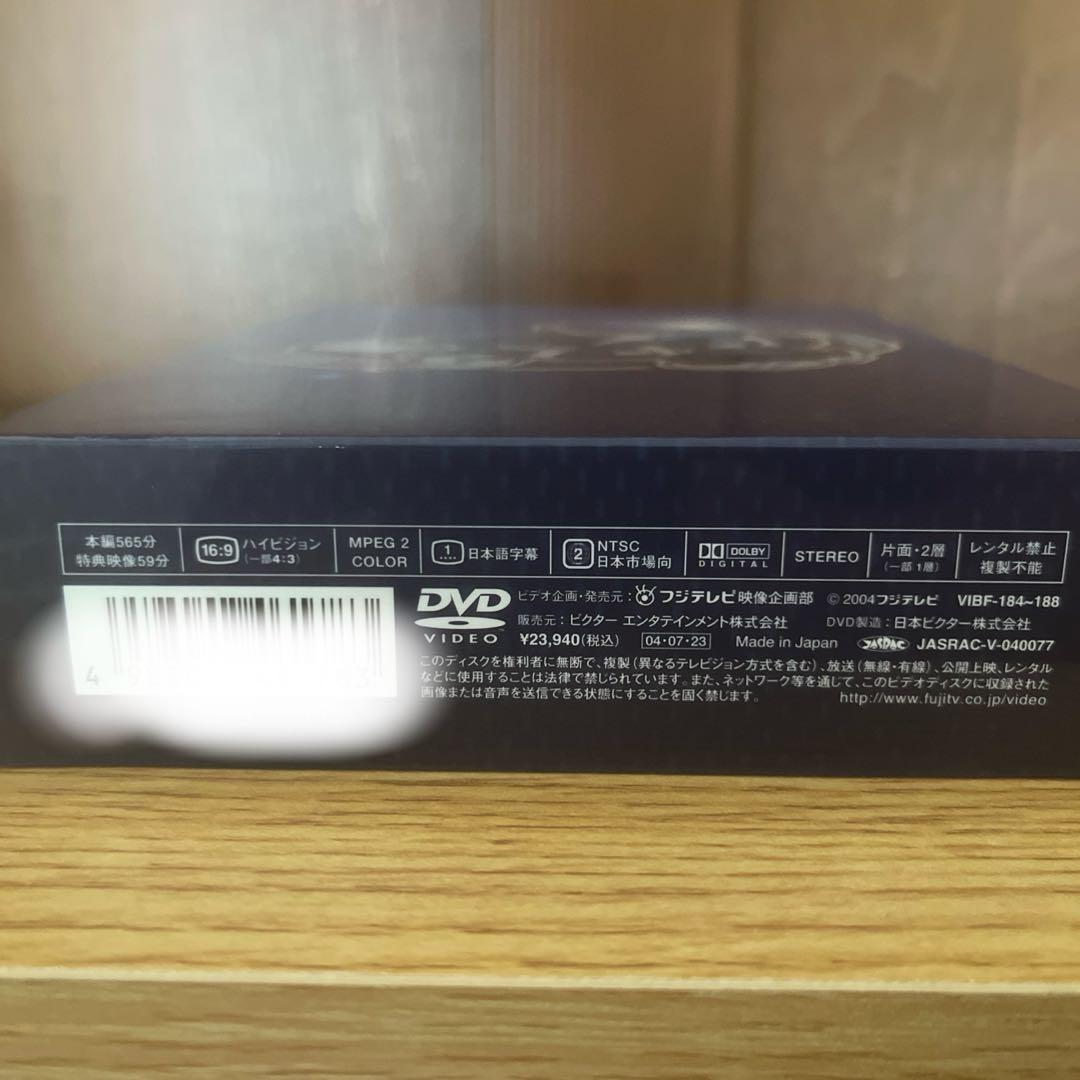 本編565分
特典映像59分
16:9 ハイビジョン
(一部4:3)
MPEG 2
COLOR
1 日本語字幕
2 NTSC
日本市場向
DOLBY
DIGITAL
STEREO
片面・2層
(一部1層)
レンタル禁止
複製不能
DVD
VIDEO
ビデオ企画・発売元:フジテレビ映像企画部 ©2004フジテレビ VIBF-184~188
販売元:ビクター エンタテインメント株式会社 DVD製造:日本ビクター株式会社
¥23,940(税込) 04・07・23 Made in Japan JASRAC JASRAC-V-040077
このディスクを権利者に無断で、複製(異なるテレビジョン方式を含む)、放送(無線・有線)、公開上映、レンタル
などに使用することは法律で禁じられています。また、ネットワーク等を通じて、このビデオディスクに収録された
画像または音声を送信できる状態にすることを固く禁じます。
http://www.fujitv.co.jp/video
4